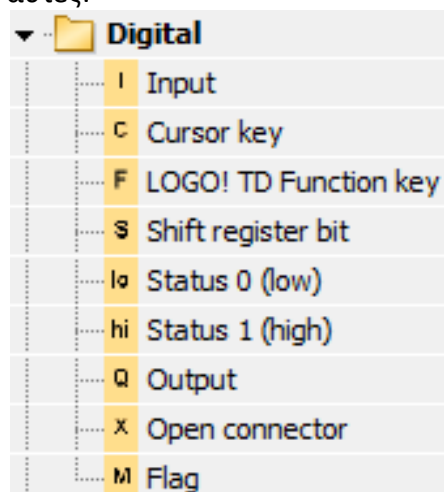 αυτές.
Digital
I Input
C Cursor key
F LOGO! TD Function key
S Shift register bit
lo Status 0 (low)
hi Status 1 (high)
Q Output
X Open connector
M Flag